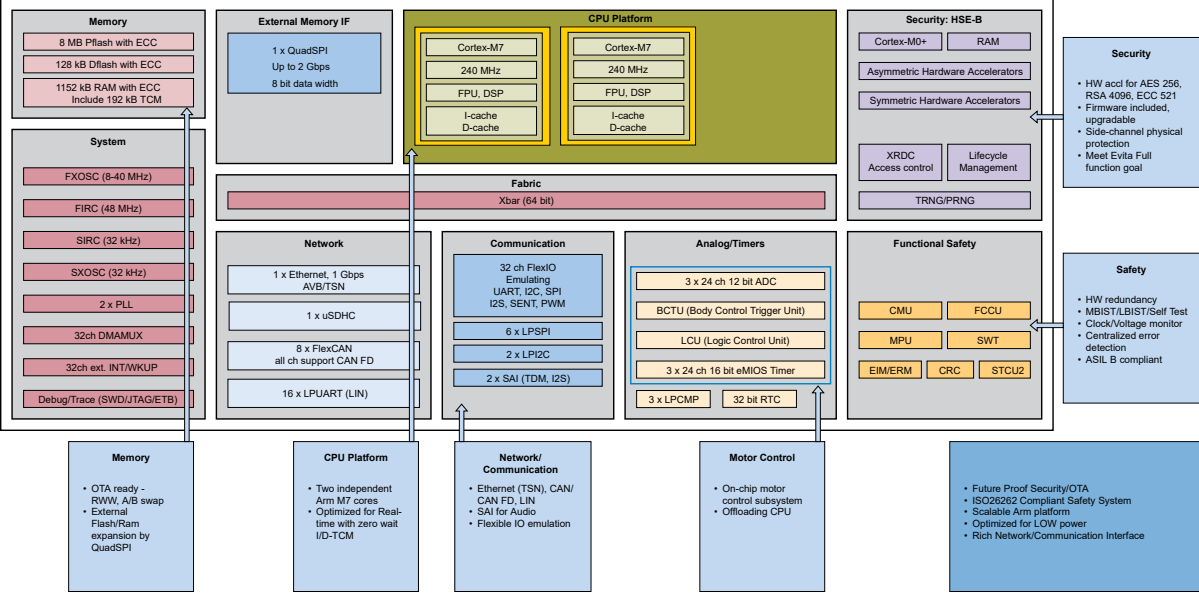 Memory
8 MB Pflash with ECC
128 kB Dflash with ECC
1152 kB RAM with ECC
Include 192 kB TCM
External Memory IF
1 x QuadSPI
Up to 2 Gbps
8 bit data width
CPU Platform
Cortex-M7
240 MHz
FPU, DSP
I-cache
D-cache
Cortex-M7
240 MHz
FPU, DSP
I-cache
D-cache
Security: HSE-B
Cortex-M0+
RAM
Asymmetric Hardware Accelerators
Symmetric Hardware Accelerators
XRDC
Access control
Lifecycle
Management
TRNG/PRNG
Security
• HW accl for AES 256,
RSA 4096, ECC 521
• Firmware included,
upgradable
• Side-channel physical
protection
• Meet Evita Full
function goal
System
FXOSC (8-40 MHz)
FIRC (48 MHz)
SIRC (32 kHz)
SXOSC (32 kHz)
2 x PLL
32ch DMAMUX
32ch ext. INT/WKUP
Debug/Trace (SWD/JTAG/ETB)
Fabric
Xbar (64 bit)
Network
1 x Ethernet, 1 Gbps
AVB/TSN
1 x uSDHC
8 x FlexCAN
all ch support CAN FD
16 x LPUART (LIN)
Communication
32 ch FlexIO
Emulating
UART, I2C, SPI
I2S, SENT, PWM
6 x LPSPI
2 x LPI2C
2 x SAI (TDM, I2S)
Analog/Timers
3 x 24 ch 12 bit ADC
BCTU (Body Control Trigger Unit)
LCU (Logic Control Unit)
3 x 24 ch 16 bit eMIOS Timer
3 x LPCMP
32 bit RTC
Functional Safety
CMU
FCCU
MPU
SWT
EIM/ERM
CRC
STCU2
Safety
• HW redundancy
• MBIST/LBIST/Self Test
• Clock/Voltage monitor
• Centralized error
detection
• ASIL B compliant
Memory
• OTA ready -
RWW, A/B swap
• External
Flash/Ram
expansion by
QuadSPI
CPU Platform
• Two independent
Arm M7 cores
• Optimized for Real-
time with zero wait
I/D-TCM
Network/
Communication
• Ethernet (TSN), CAN/
CAN FD, LIN
• SAI for Audio
• Flexible IO emulation
Motor Control
• On-chip motor
control subsystem
• Offloading CPU
• Future Proof Security/OTA
• ISO26262 Compliant Safety System
• Scalable Arm platform
• Optimized for LOW power
• Rich Network/Communication Interface